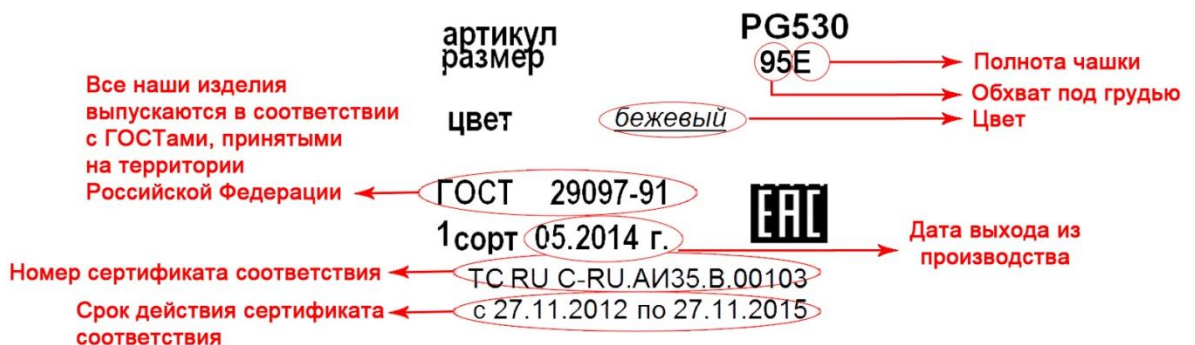 артикул PG530
размер 95E
Полнота чашки
Обхват под грудью
Все наши изделия
выпускаются в соответствии
с ГОСТами, принятыми
на территории
Российской Федерации
цвет бежевый
Цвет
ГОСТ 29097-91
EAC
1 сорт 05.2014 г.
Дата выхода из
производства
Номер сертификата соответствия
ТС RU C-RU.АИ35.В.00103
Срок действия сертификата
соответствия
с 27.11.2012 по 27.11.2015